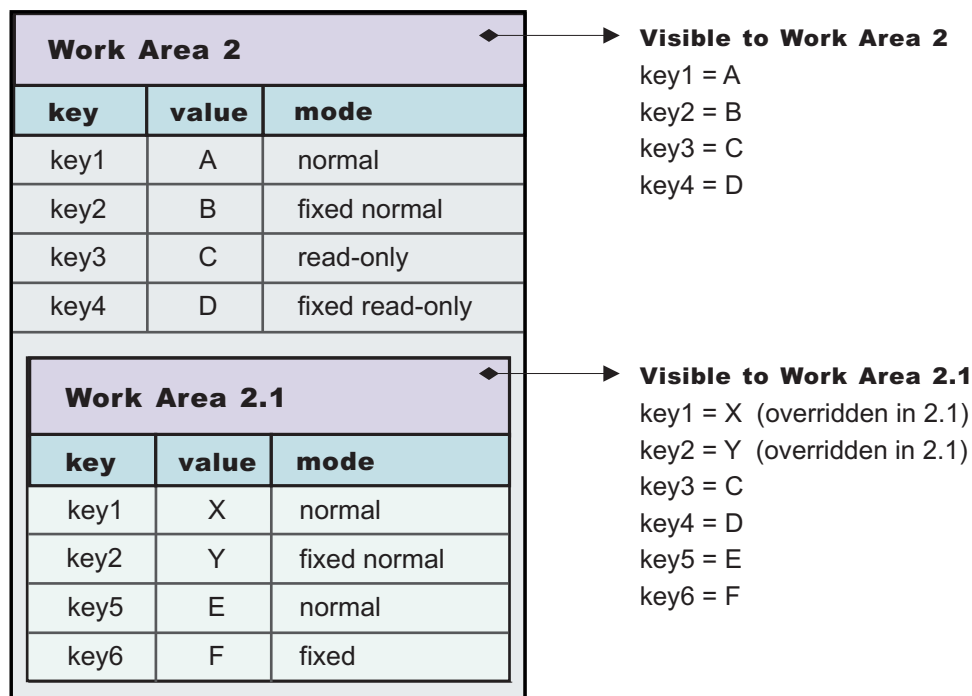 Work Area 2
key value mode
key1 A normal
key2 B fixed normal
key3 C read-only
key4 D fixed read-only
Visible to Work Area 2
key1 = A
key2 = B
key3 = C
key4 = D
Work Area 2.1
key value mode
key1 X normal
key2 Y fixed normal
key5 E normal
key6 F fixed
Visible to Work Area 2.1
key1 = X (overridden in 2.1)
key2 = Y (overridden in 2.1)
key3 = C
key4 = D
key5 = E
key6 = F